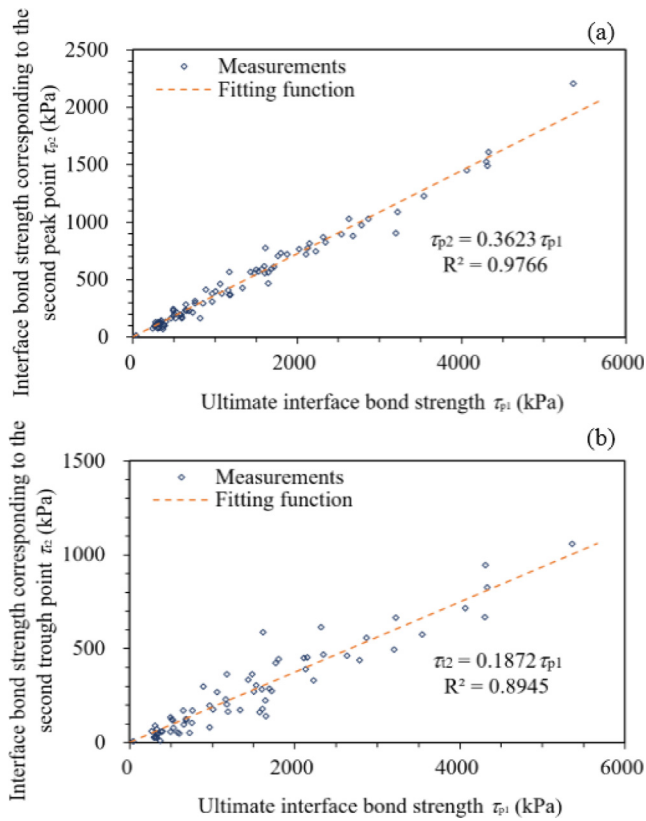 (a)
Interface bond strength corresponding to the
second peak point τp2 (kPa)
2500
2000
1500
1000
500
0
Measurements
Fitting function
τp2 = 0.3623 τp1
R² = 0.9766
0 2000 4000 6000
Ultimate interface bond strength τp1 (kPa)
(b)
Interface bond strength corresponding to the
second trough point τt2 (kPa)
1500
1000
500
0
Measurements
Fitting function
τt2 = 0.1872 τp1
R² = 0.8945
0 2000 4000 6000
Ultimate interface bond strength τp1 (kPa)